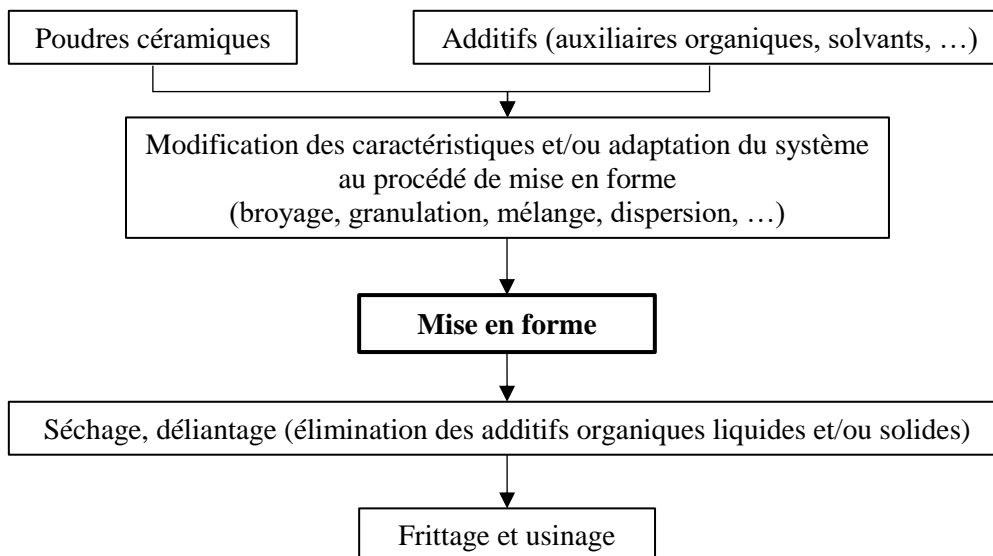 Poudres céramiques
Additifs (auxiliaires organiques, solvants, …)
Modification des caractéristiques et/ou adaptation du système
au procédé de mise en forme
(broyage, granulation, mélange, dispersion, …)
Mise en forme
Séchage, déliantage (élimination des additifs organiques liquides et/ou solides)
Frittage et usinage